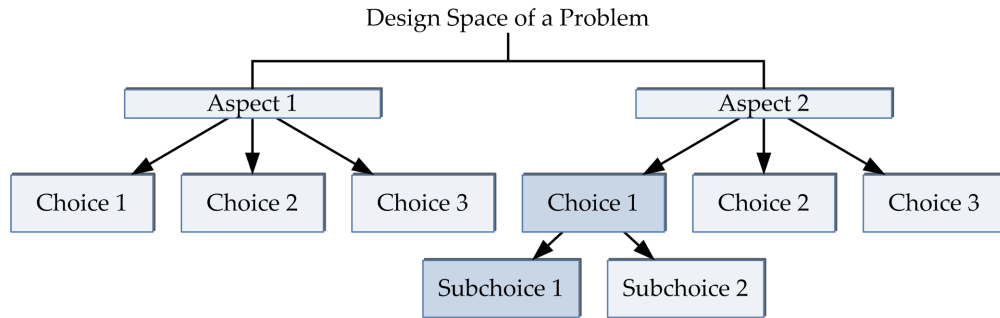 Design Space of a Problem
Aspect 1
Aspect 2
Choice 1
Choice 2
Choice 3
Choice 1
Choice 2
Choice 3
Subchoice 1
Subchoice 2